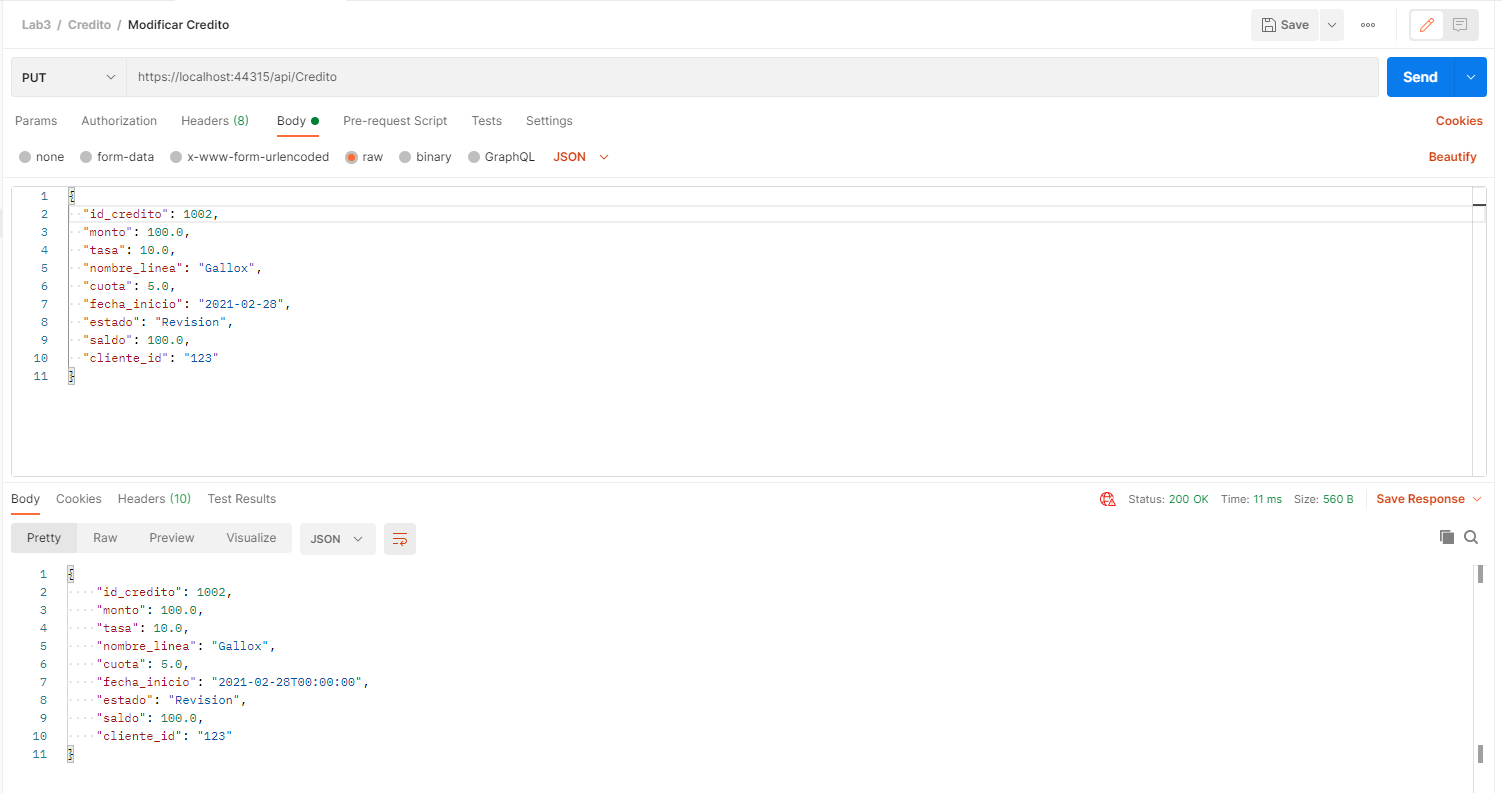 Lab3 / Credito / Modificar Credito
Save
PUT
https://localhost:44315/api/Credito
Send
Params Authorization Headers (8) Body Pre-request Script Tests Settings Cookies
none form-data x-www-form-urlencoded raw binary GraphQL JSON Beautify
1 {
2 "id_credito": 1002,
3 "monto": 100.0,
4 "tasa": 10.0,
5 "nombre_linea": "Gallox",
6 "cuota": 5.0,
7 "fecha_inicio": "2021-02-28",
8 "estado": "Revision",
9 "saldo": 100.0,
10 "cliente_id": "123"
11 }
Body Cookies Headers (10) Test Results Status: 200 OK Time: 11 ms Size: 560 B Save Response
Pretty Raw Preview Visualize JSON
1 {
2 "id_credito": 1002,
3 "monto": 100.0,
4 "tasa": 10.0,
5 "nombre_linea": "Gallox",
6 "cuota": 5.0,
7 "fecha_inicio": "2021-02-28T00:00:00",
8 "estado": "Revision",
9 "saldo": 100.0,
10 "cliente_id": "123"
11 }